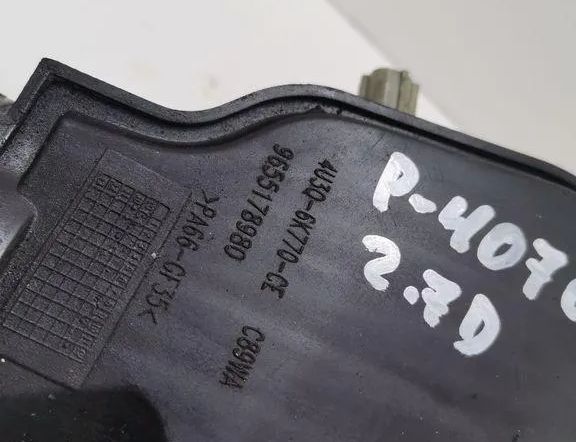 4U3Q-6K770-CE C89WA
9655178980
>PA66-GF35<
P-4070
2.7D